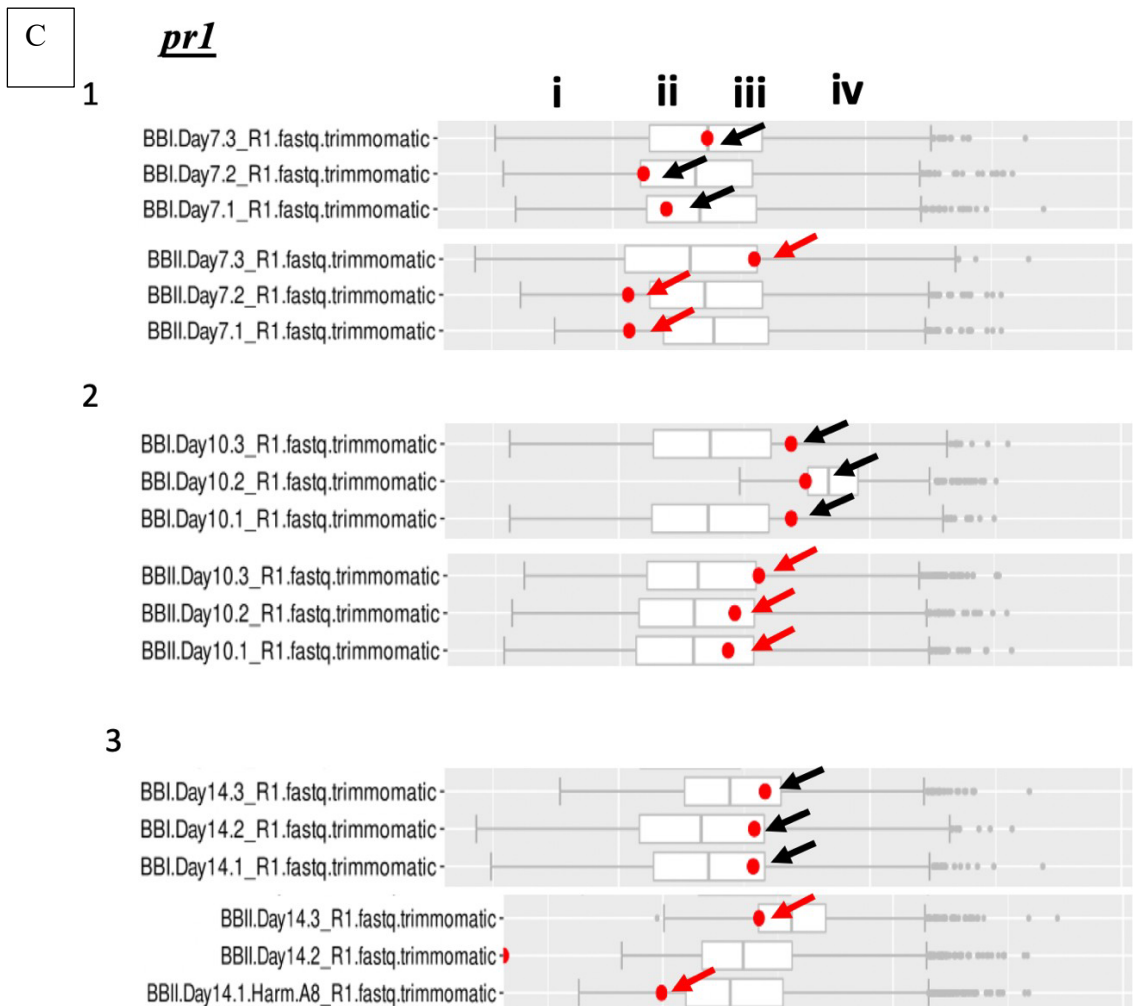 C
pr1
i ii iii iv
1
BBI.Day7.3_R1.fastq.trimmomatic
BBI.Day7.2_R1.fastq.trimmomatic
BBI.Day7.1_R1.fastq.trimmomatic
BBII.Day7.3_R1.fastq.trimmomatic
BBII.Day7.2_R1.fastq.trimmomatic
BBII.Day7.1_R1.fastq.trimmomatic
2
BBI.Day10.3_R1.fastq.trimmomatic
BBI.Day10.2_R1.fastq.trimmomatic
BBI.Day10.1_R1.fastq.trimmomatic
BBII.Day10.3_R1.fastq.trimmomatic
BBII.Day10.2_R1.fastq.trimmomatic
BBII.Day10.1_R1.fastq.trimmomatic
3
BBI.Day14.3_R1.fastq.trimmomatic
BBI.Day14.2_R1.fastq.trimmomatic
BBI.Day14.1_R1.fastq.trimmomatic
BBII.Day14.3_R1.fastq.trimmomatic
BBII.Day14.2_R1.fastq.trimmomatic
BBII.Day14.1.Harm.A8_R1.fastq.trimmomatic